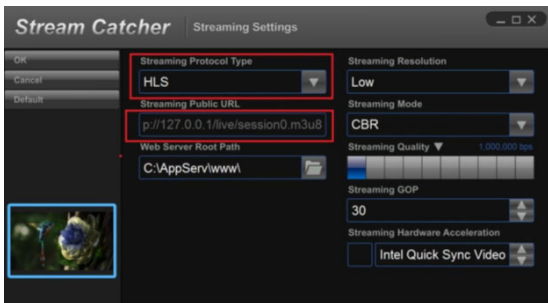 Stream Catcher Streaming Settings
OK
Cancel
Default
Streaming Protocol Type
HLS
Streaming Public URL
p://127.0.0.1/live/session0.m3u8
Web Server Root Path
C:\AppServ\www\
Streaming Resolution
Low
Streaming Mode
CBR
Streaming Quality ▼ 1,000,000 bps
Streaming GOP
30
Streaming Hardware Acceleration
Intel Quick Sync Video